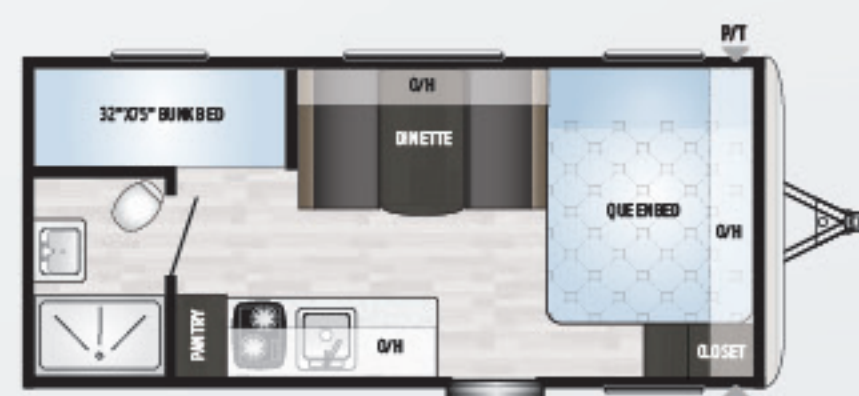 P/T
32"X75" BUNK BED
O/H
DINETTE
QUEEN BED
O/H
PANTRY
O/H
CLOSET